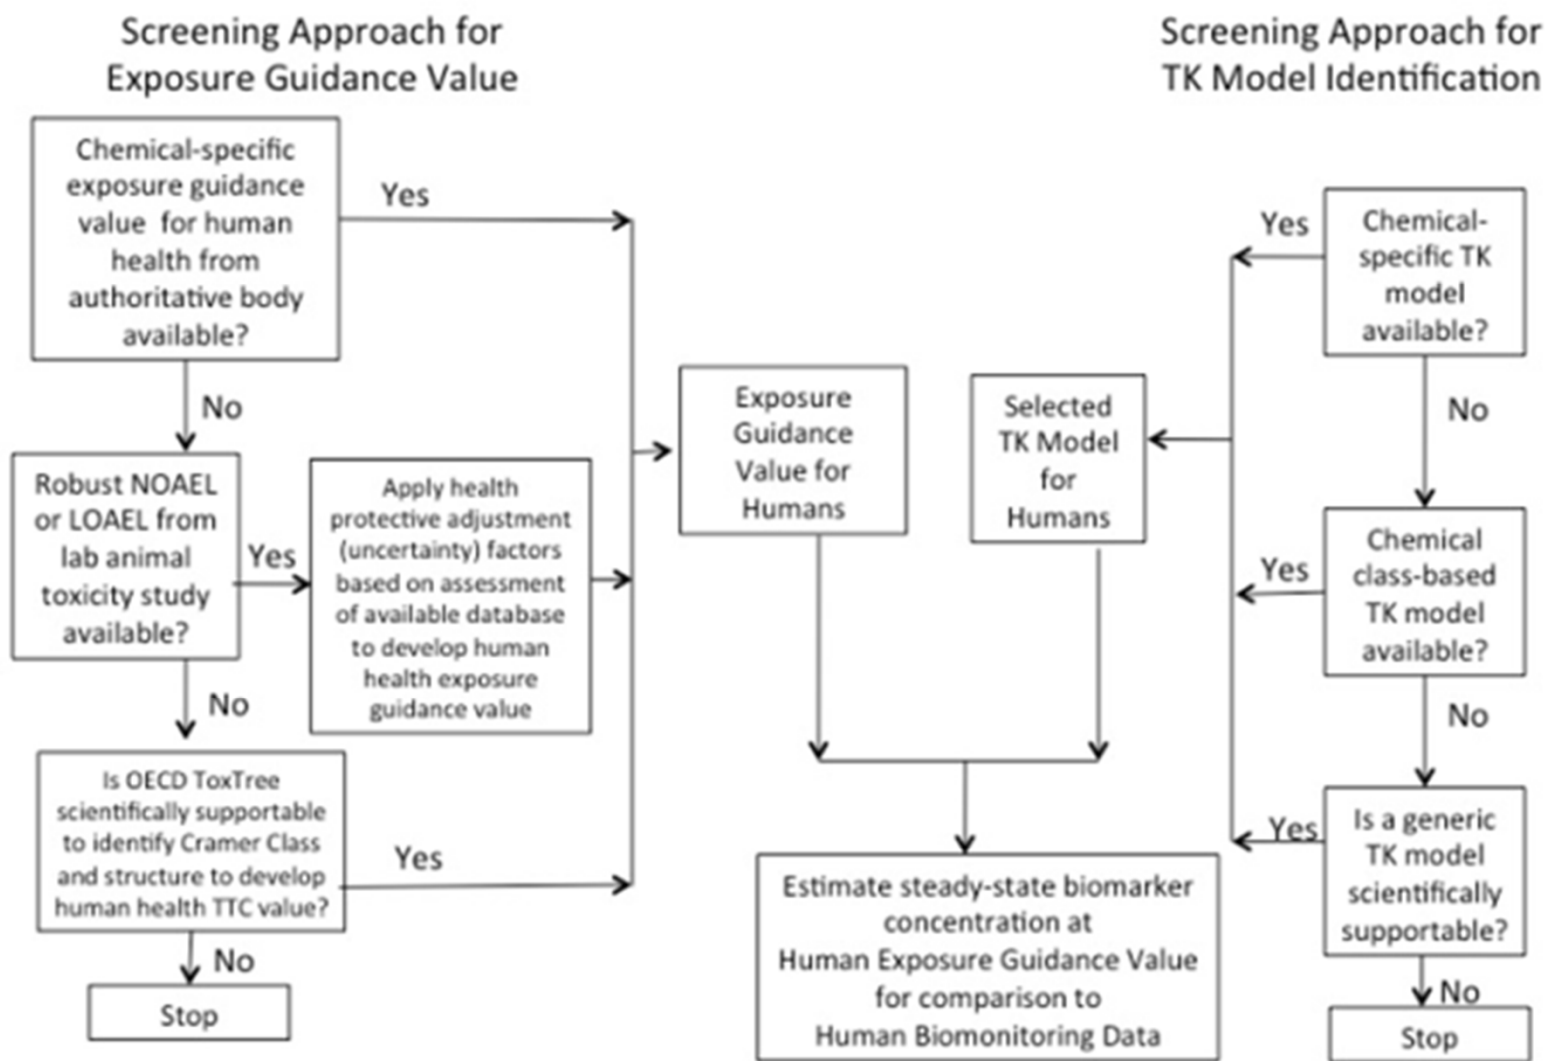 Screening Approach for
Exposure Guidance Value
Chemical-specific
exposure guidance
value for human
health from
authoritative body
available?
Yes
No
Robust NOAEL
or LOAEL from
lab animal
toxicity study
available?
Yes
Apply health
protective adjustment
(uncertainty) factors
based on assessment
of available database
to develop human
health exposure
guidance value
No
Is OECD ToxTree
scientifically supportable
to identify Cramer Class
and structure to develop
human health TTC value?
Yes
No
Stop
Exposure
Guidance
Value for
Humans
Screening Approach for
TK Model Identification
Chemical-
specific TK
model
available?
Yes
No
Selected
TK Model
for
Humans
Chemical
class-based
TK model
available?
Yes
No
Is a generic
TK model
scientifically
supportable?
Yes
No
Stop
Estimate steady-state biomarker
concentration at
Human Exposure Guidance Value
for comparison to
Human Biomonitoring Data